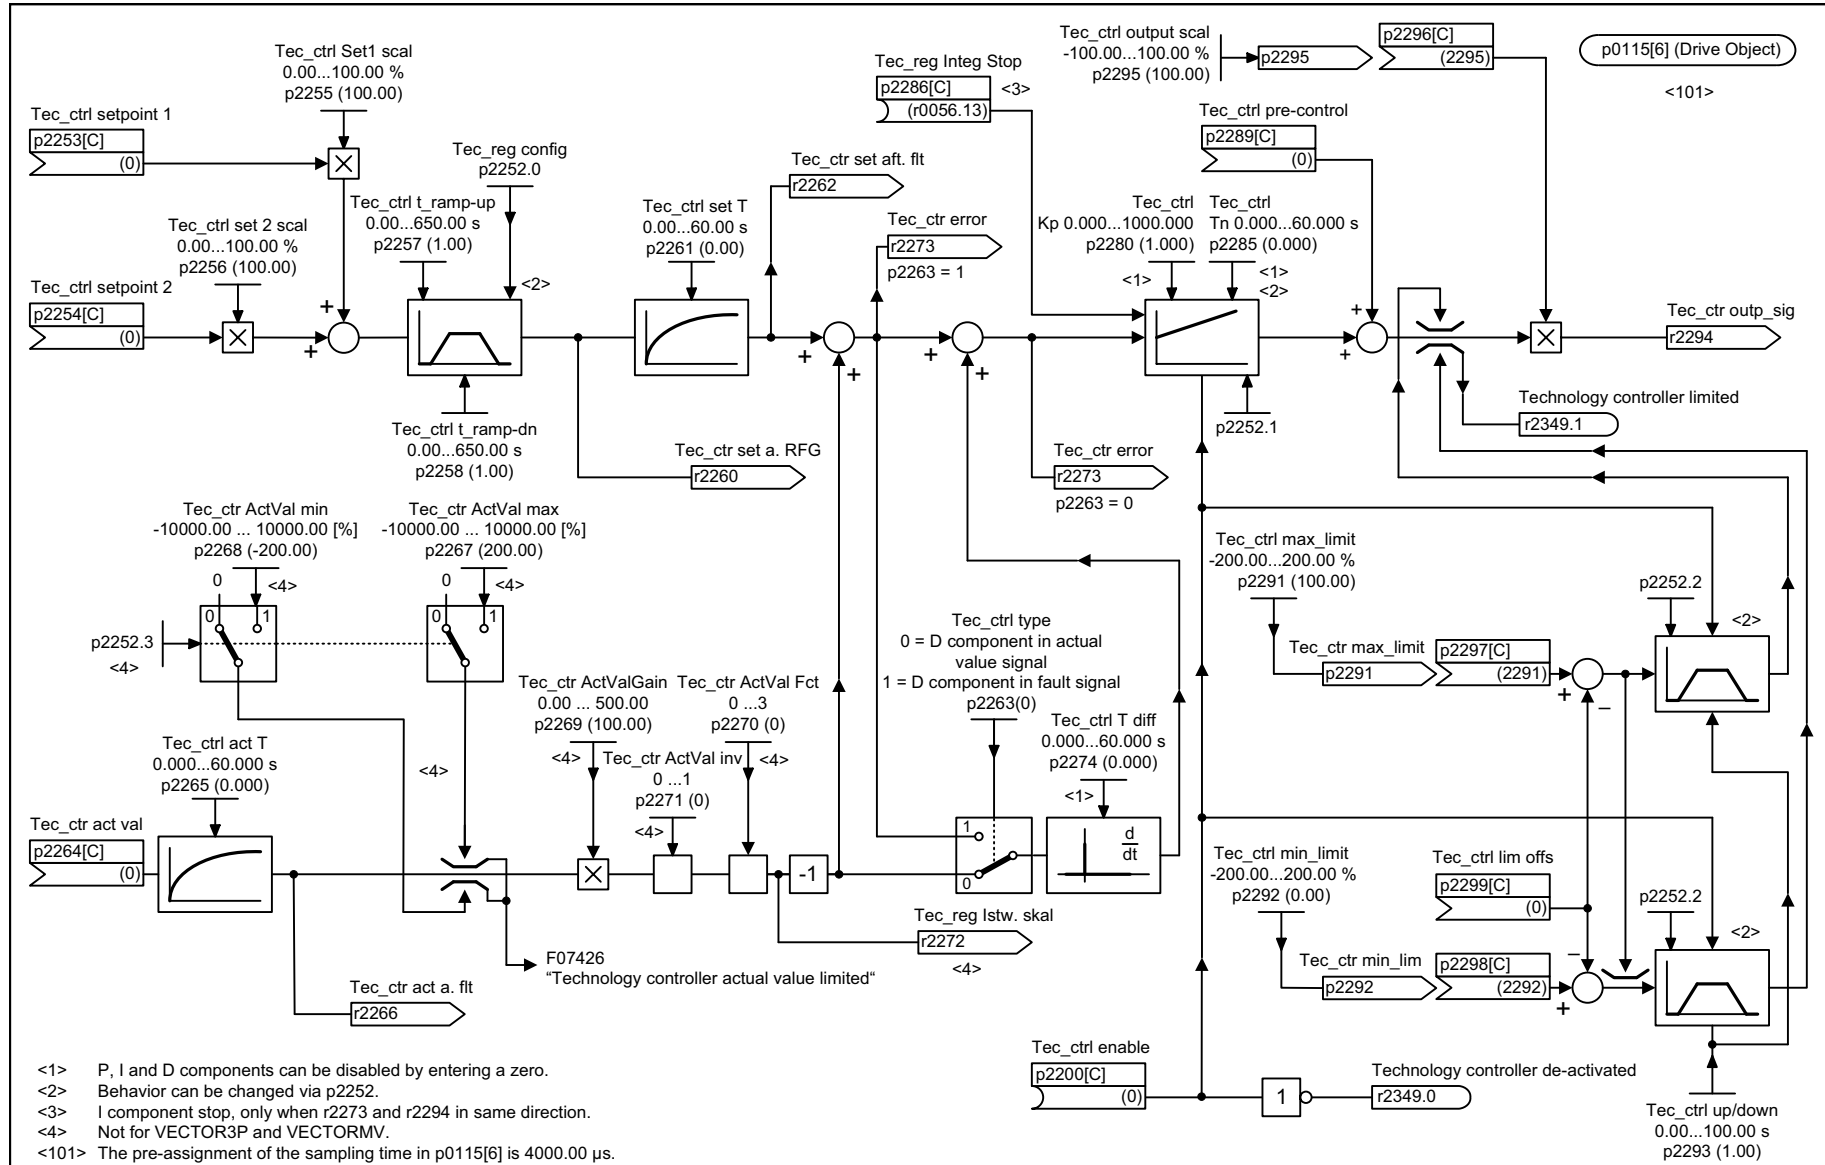 Tec_ctrl Set1 scal
0.00...100.00 %
p2255 (100.00)
Tec_ctrl setpoint 1
p2253[C]
(0)
Tec_reg config
p2252.0
Tec_ctrl set 2 scal
0.00...100.00 %
p2256 (100.00)
Tec_ctrl setpoint 2
p2254[C]
(0)
+
+
Tec_ctrl t_ramp-up
0.00...650.00 s
p2257 (1.00)
<2>
Tec_ctrl t_ramp-dn
0.00...650.00 s
p2258 (1.00)
Tec_ctrl set T
0.00...60.00 s
p2261 (0.00)
Tec_ctr set aft. flt
r2262
Tec_ctr set a. RFG
r2260
Tec_ctr error
r2273
p2263 = 1
+
+
+
+
Tec_reg Integ Stop
p2286[C]
(r0056.13)
<3>
Tec_ctrl output scal
-100.00...100.00 %
p2295 (100.00)
p2295
p2296[C]
(2295)
p0115[6] (Drive Object)
<101>
Tec_ctrl pre-control
p2289[C]
(0)
Tec_ctrl
Kp 0.000...1000.000
p2280 (1.000)
<1>
Tec_ctrl
Tn 0.000...60.000 s
p2285 (0.000)
<1>
<2>
p2252.1
+
+
Tec_ctr outp_sig
r2294
Technology controller limited
r2349.1
Tec_ctr error
r2273
p2263 = 0
Tec_ctr ActVal min
-10000.00 ... 10000.00 [%]
p2268 (-200.00)
0
<4>
0
1
Tec_ctr ActVal max
-10000.00 ... 10000.00 [%]
p2267 (200.00)
0
<4>
0
1
p2252.3
<4>
<4>
Tec_ctrl act T
0.000...60.000 s
p2265 (0.000)
Tec_ctr act val
p2264[C]
(0)
Tec_ctr act a. flt
r2266
F07426
“Technology controller actual value limited“
Tec_ctr ActValGain
0.00 ... 500.00
p2269 (100.00)
<4>
Tec_ctr ActVal inv
0 ...1
p2271 (0)
<4>
Tec_ctr ActVal Fct
0 ...3
p2270 (0)
<4>
-1
Tec_reg Istw. skal
r2272
<4>
Tec_ctrl type
0 = D component in actual
value signal
1 = D component in fault signal
p2263(0)
1
0
Tec_ctrl T diff
0.000...60.000 s
p2274 (0.000)
<1>
d
dt
Tec_ctrl max_limit
-200.00...200.00 %
p2291 (100.00)
Tec_ctr max_limit
p2291
p2297[C]
(2291)
+
–
p2252.2
<2>
Tec_ctrl min_limit
-200.00...200.00 %
p2292 (0.00)
Tec_ctrl lim offs
p2299[C]
(0)
Tec_ctr min_lim
p2292
p2298[C]
(2292)
–
+
p2252.2
<2>
Tec_ctrl enable
p2200[C]
(0)
1
Technology controller de-activated
r2349.0
Tec_ctrl up/down
0.00...100.00 s
p2293 (1.00)
<1> P, I and D components can be disabled by entering a zero.
<2> Behavior can be changed via p2252.
<3> I component stop, only when r2273 and r2294 in same direction.
<4> Not for VECTOR3P and VECTORMV.
<101> The pre-assignment of the sampling time in p0115[6] is 4000.00 µs.